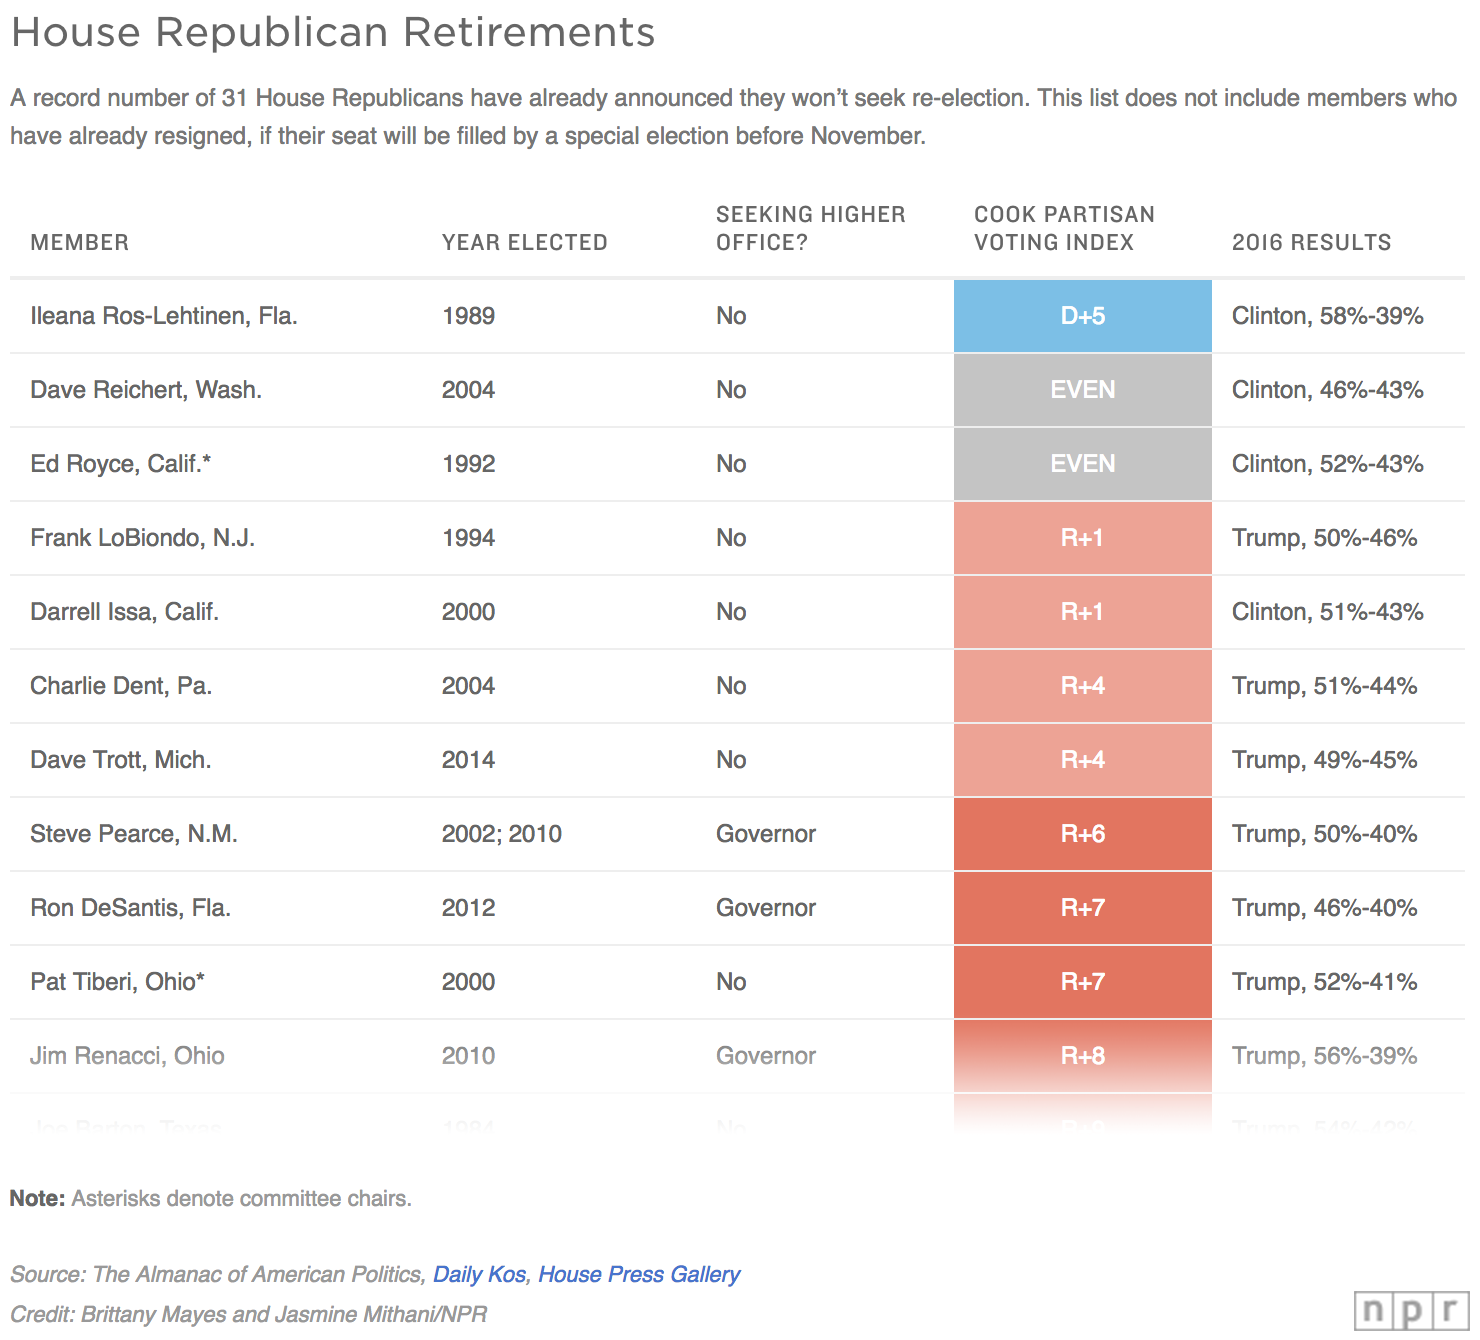 House Republican Retirements
A record number of 31 House Republicans have already announced they won't seek re-election. This list does not include members who
have already resigned, if their seat will be filled by a special election before November.
MEMBER YEAR ELECTED SEEKING HIGHER OFFICE? COOK PARTISAN VOTING INDEX 2016 RESULTS
Ileana Ros-Lehtinen, Fla. 1989 No D+5 Clinton, 58%-39%
Dave Reichert, Wash. 2004 No EVEN Clinton, 46%-43%
Ed Royce, Calif.* 1992 No EVEN Clinton, 52%-43%
Frank LoBiondo, N.J. 1994 No R+1 Trump, 50%-46%
Darrell Issa, Calif. 2000 No R+1 Clinton, 51%-43%
Charlie Dent, Pa. 2004 No R+4 Trump, 51%-44%
Dave Trott, Mich. 2014 No R+4 Trump, 49%-45%
Steve Pearce, N.M. 2002; 2010 Governor R+6 Trump, 50%-40%
Ron DeSantis, Fla. 2012 Governor R+7 Trump, 46%-40%
Pat Tiberi, Ohio* 2000 No R+7 Trump, 52%-41%
Jim Renacci, Ohio 2010 Governor R+8 Trump, 56%-39%
Joe Barton, Texas 1984 No Trump, 54%-42%
Note: Asterisks denote committee chairs.
Source: The Almanac of American Politics, Daily Kos, House Press Gallery
Credit: Brittany Mayes and Jasmine Mithani/NPR
npr